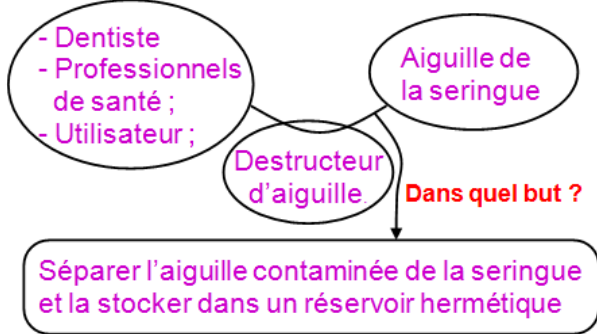 - Dentiste
- Professionnels
de santé ;
- Utilisateur ;
Aiguille de
la seringue
Destructeur
d'aiguille.
Dans quel but ?
Séparer l'aiguille contaminée de la seringue
et la stocker dans un réservoir hermétique